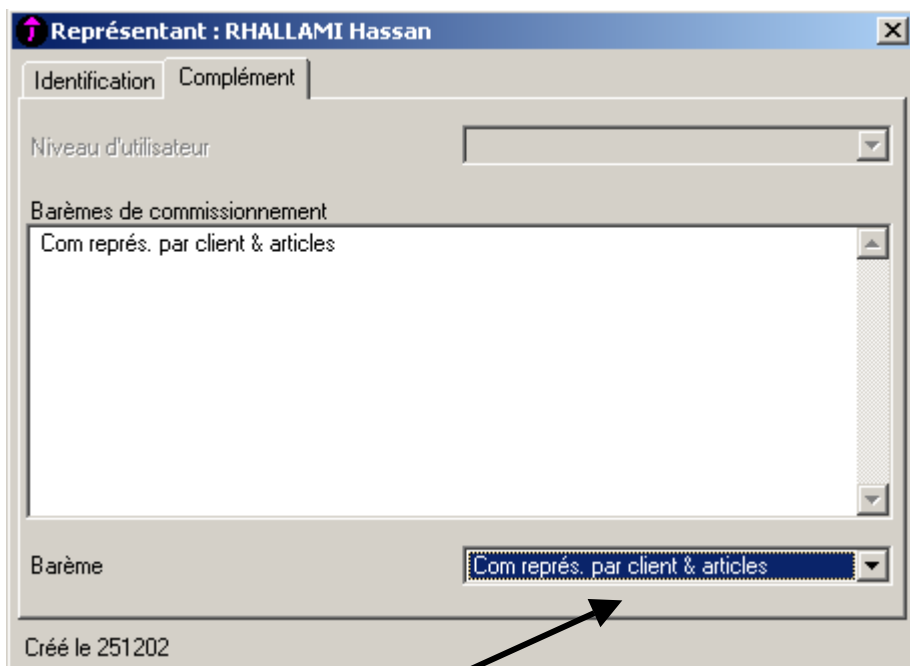 Représentant : RHALLAMI Hassan
Identification Complément
Niveau d'utilisateur
Barèmes de commissionnement
Com représ. par client & articles
Barème Com représ. par client & articles
Créé le 251202